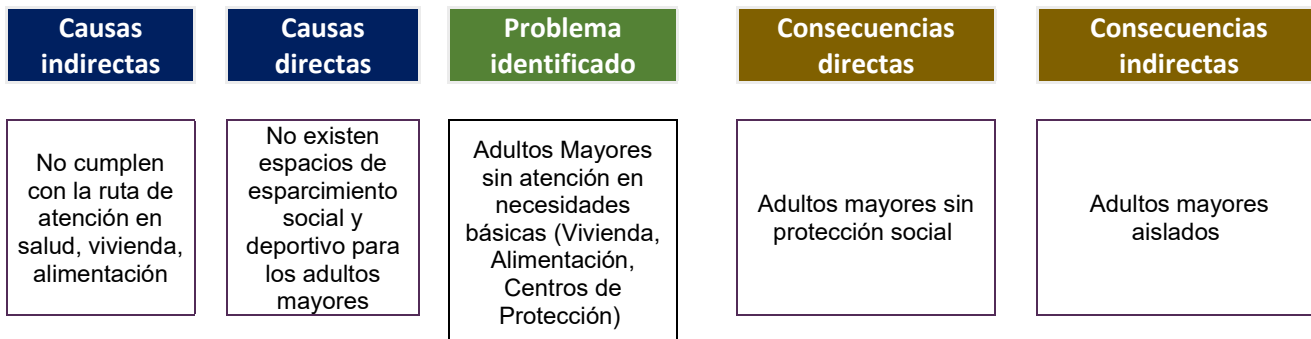 Causas
indirectas
Causas
directas
Problema
identificado
Consecuencias
directas
Consecuencias
indirectas
No cumplen
con la ruta de
atención en
salud, vivienda,
alimentación
No existen
espacios de
esparcimiento
social y
deportivo para
los adultos
mayores
Adultos Mayores
sin atención en
necesidades
básicas (Vivienda,
Alimentación,
Centros de
Protección)
Adultos mayores sin
protección social
Adultos mayores
aislados